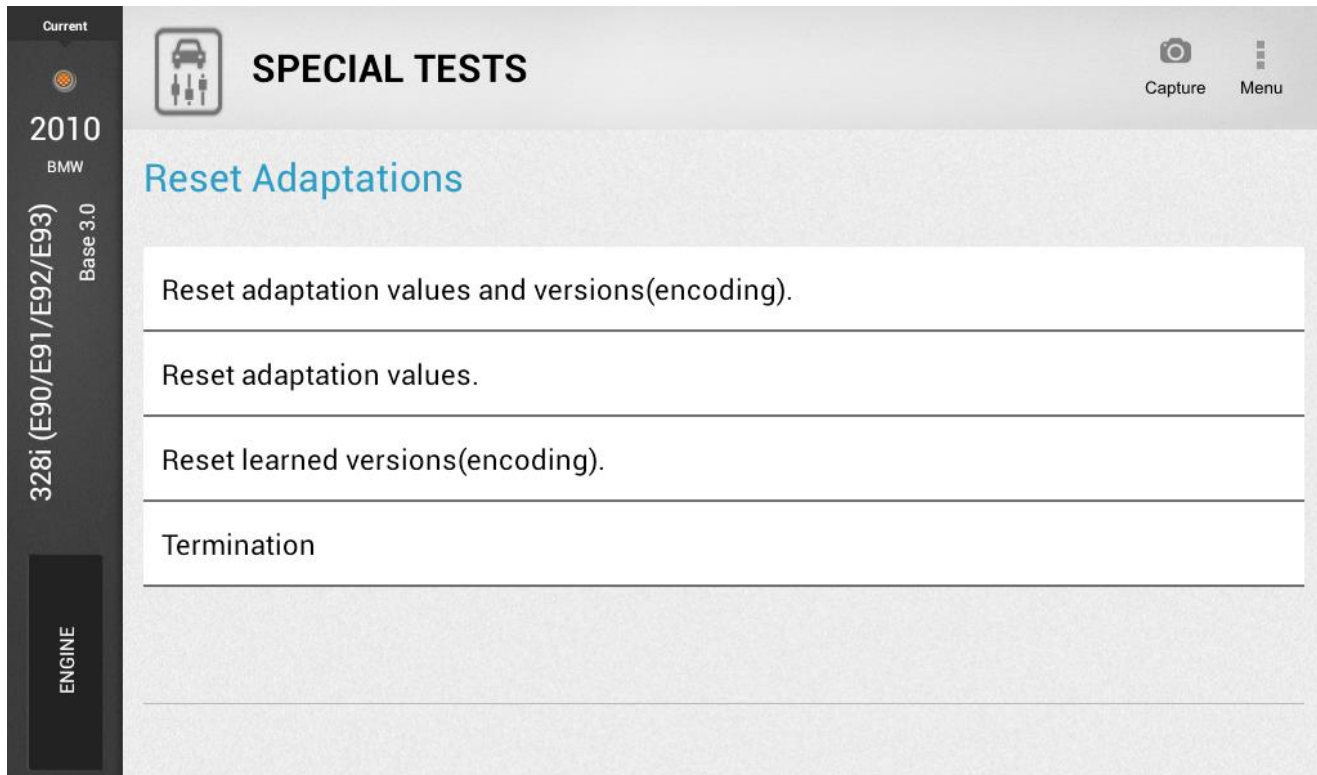 Current
2010
BMW
328i (E90/E91/E92/E93)
Base 3.0
ENGINE
SPECIAL TESTS
Capture
Menu
Reset Adaptations
Reset adaptation values and versions(encoding).
Reset adaptation values.
Reset learned versions(encoding).
Termination